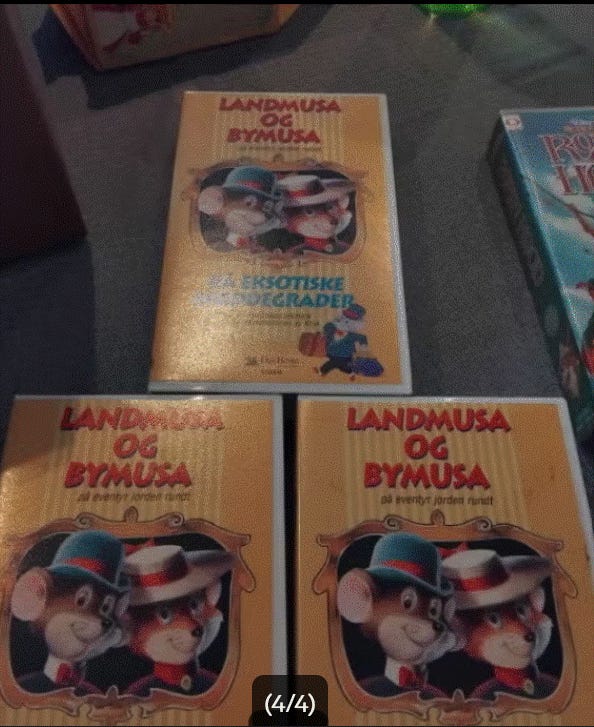 LANDMUSA
OG
BYMUSA
på eventyr jorden rundt
PÅ EKSOTISKE
BREDDEGRADER
LANDMUSA
OG
BYMUSA
på eventyr jorden rundt
LANDMUSA
OG
BYMUSA
på eventyr jorden rundt
(4/4)